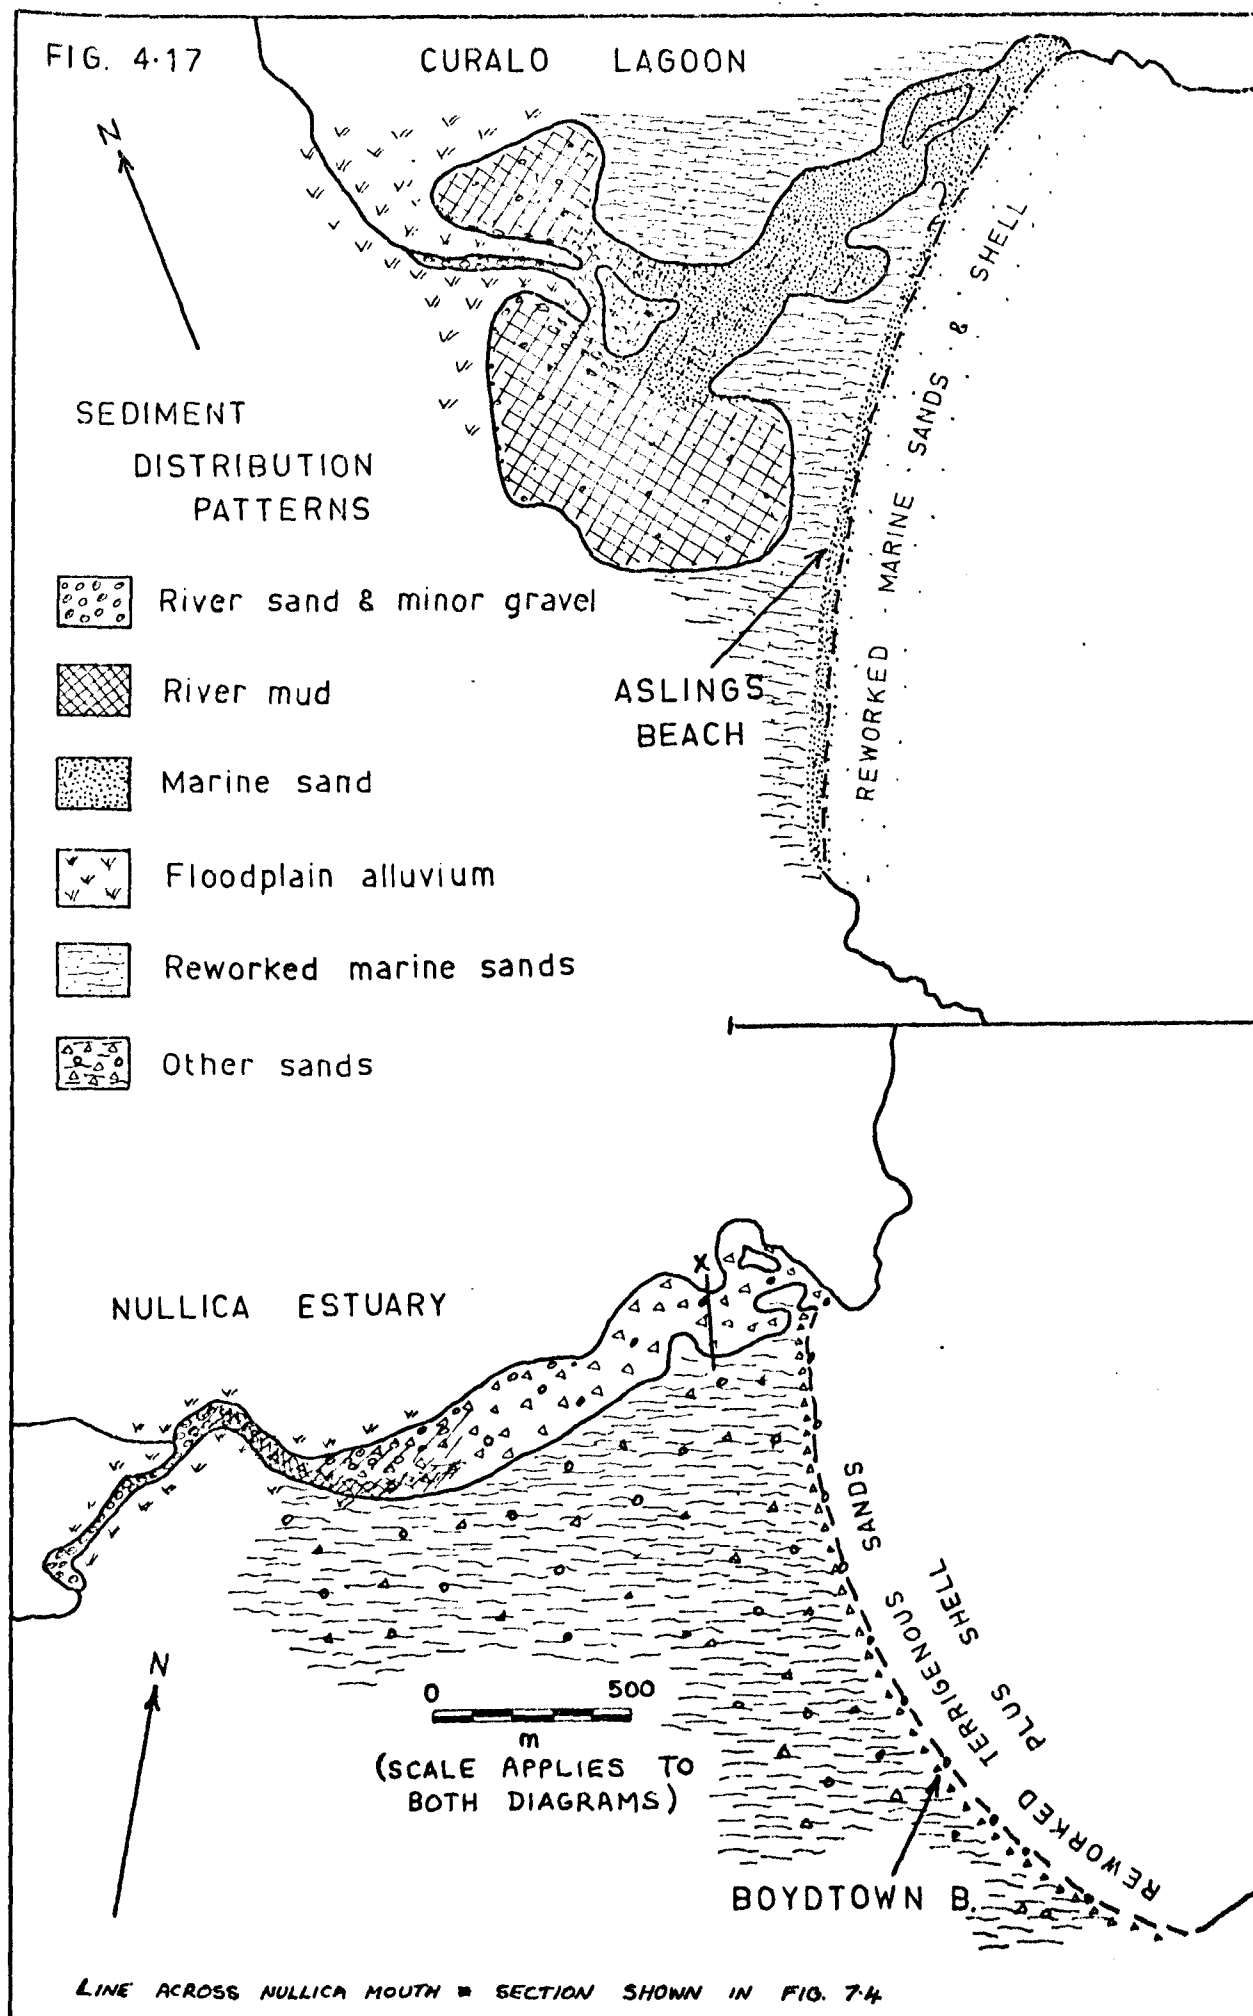 FIG. 4·17
CURALO LAGOON
N
SEDIMENT
DISTRIBUTION
PATTERNS
River sand & minor gravel
River mud
Marine sand
Floodplain alluvium
Reworked marine sands
Other sands
REWORKED MARINE SANDS & SHELL
ASLINGS
BEACH
NULLICA ESTUARY
X
N
0 500
m
(SCALE APPLIES TO
BOTH DIAGRAMS)
REWORKED TERRIGENOUS SANDS
PLUS SHELL
BOYDTOWN B.
LINE ACROSS NULLICA MOUTH = SECTION SHOWN IN FIG. 7·4